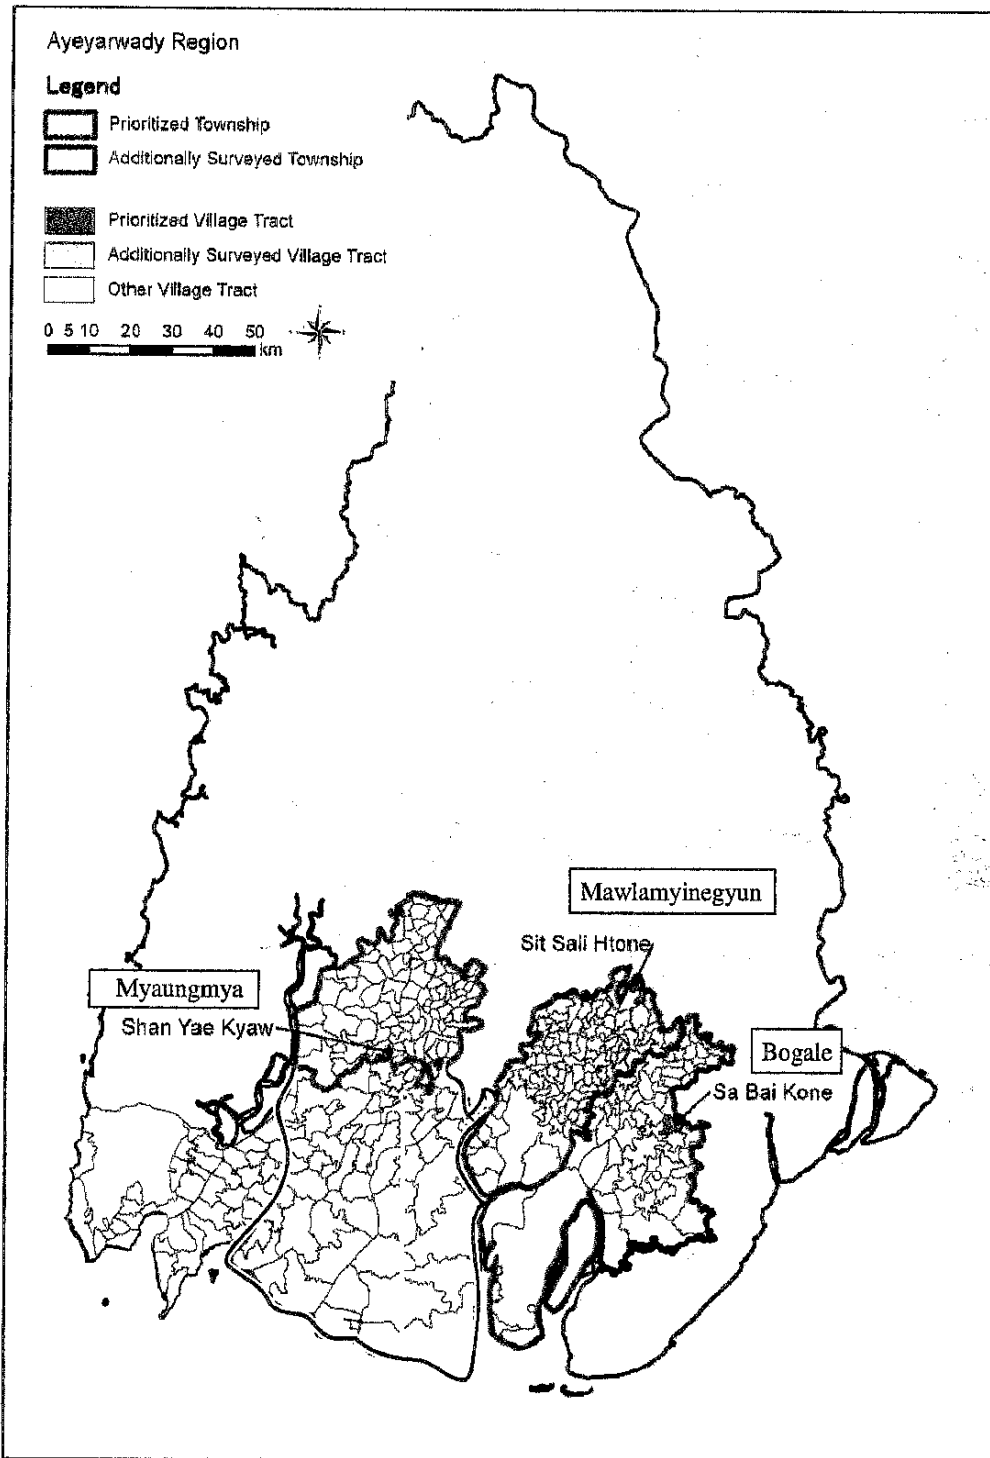 Ayeyarwady Region
Legend
Prioritized Township
Additionally Surveyed Township
Prioritized Village Tract
Additionally Surveyed Village Tract
Other Village Tract
0 5 10 20 30 40 50
km
Mawlamyinegyun
Sit Sali Htone
Myaungmya
Shan Yae Kyaw
Bogale
Sa Bai Kone